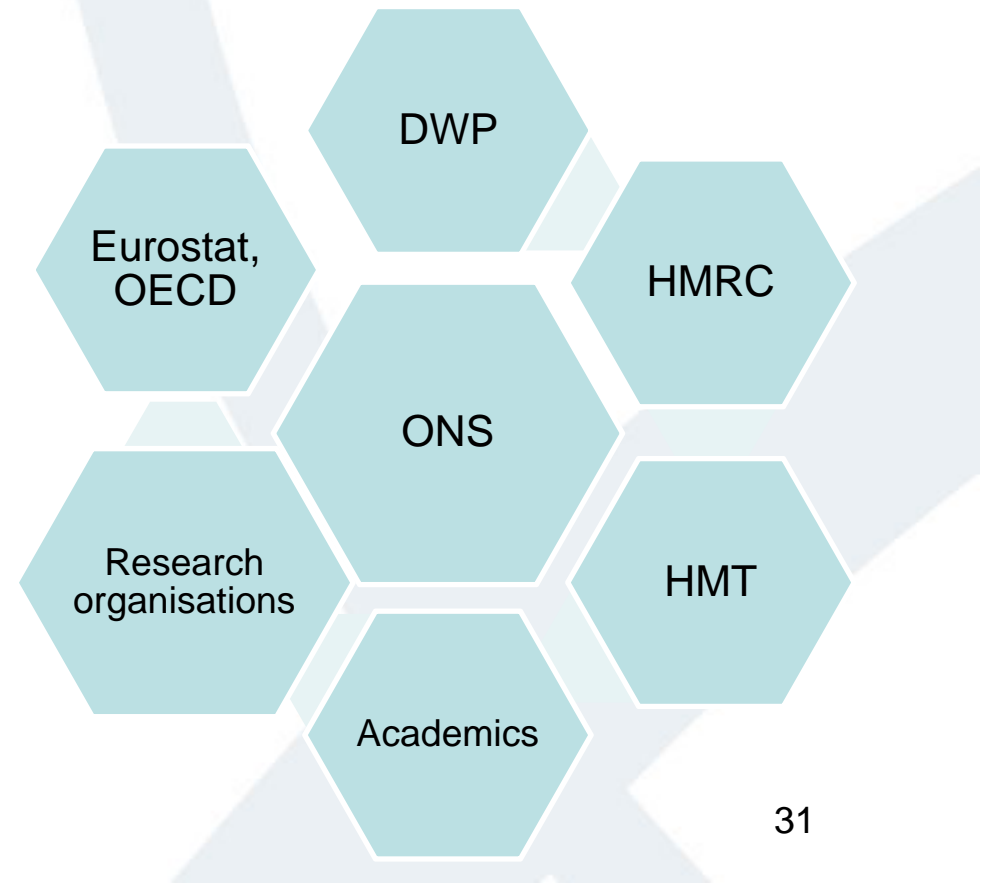 DWP
Eurostat,
OECD
HMRC
ONS
Research
organisations
HMT
Academics
31